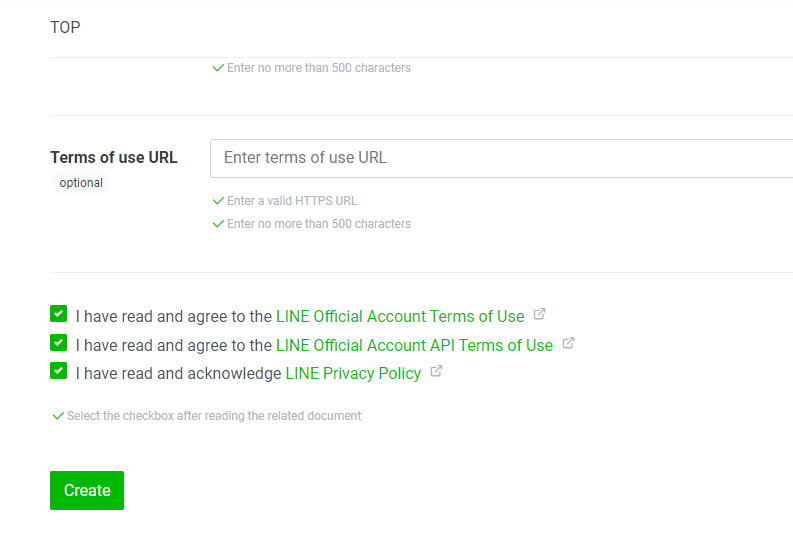 TOP
Enter no more than 500 characters
Terms of use URL
Enter terms of use URL
optional
Enter a valid HTTPS URL
Enter no more than 500 characters
I have read and agree to the LINE Official Account Terms of Use
I have read and agree to the LINE Official Account API Terms of Use
I have read and acknowledge LINE Privacy Policy
Select the checkbox after reading the related document
Create